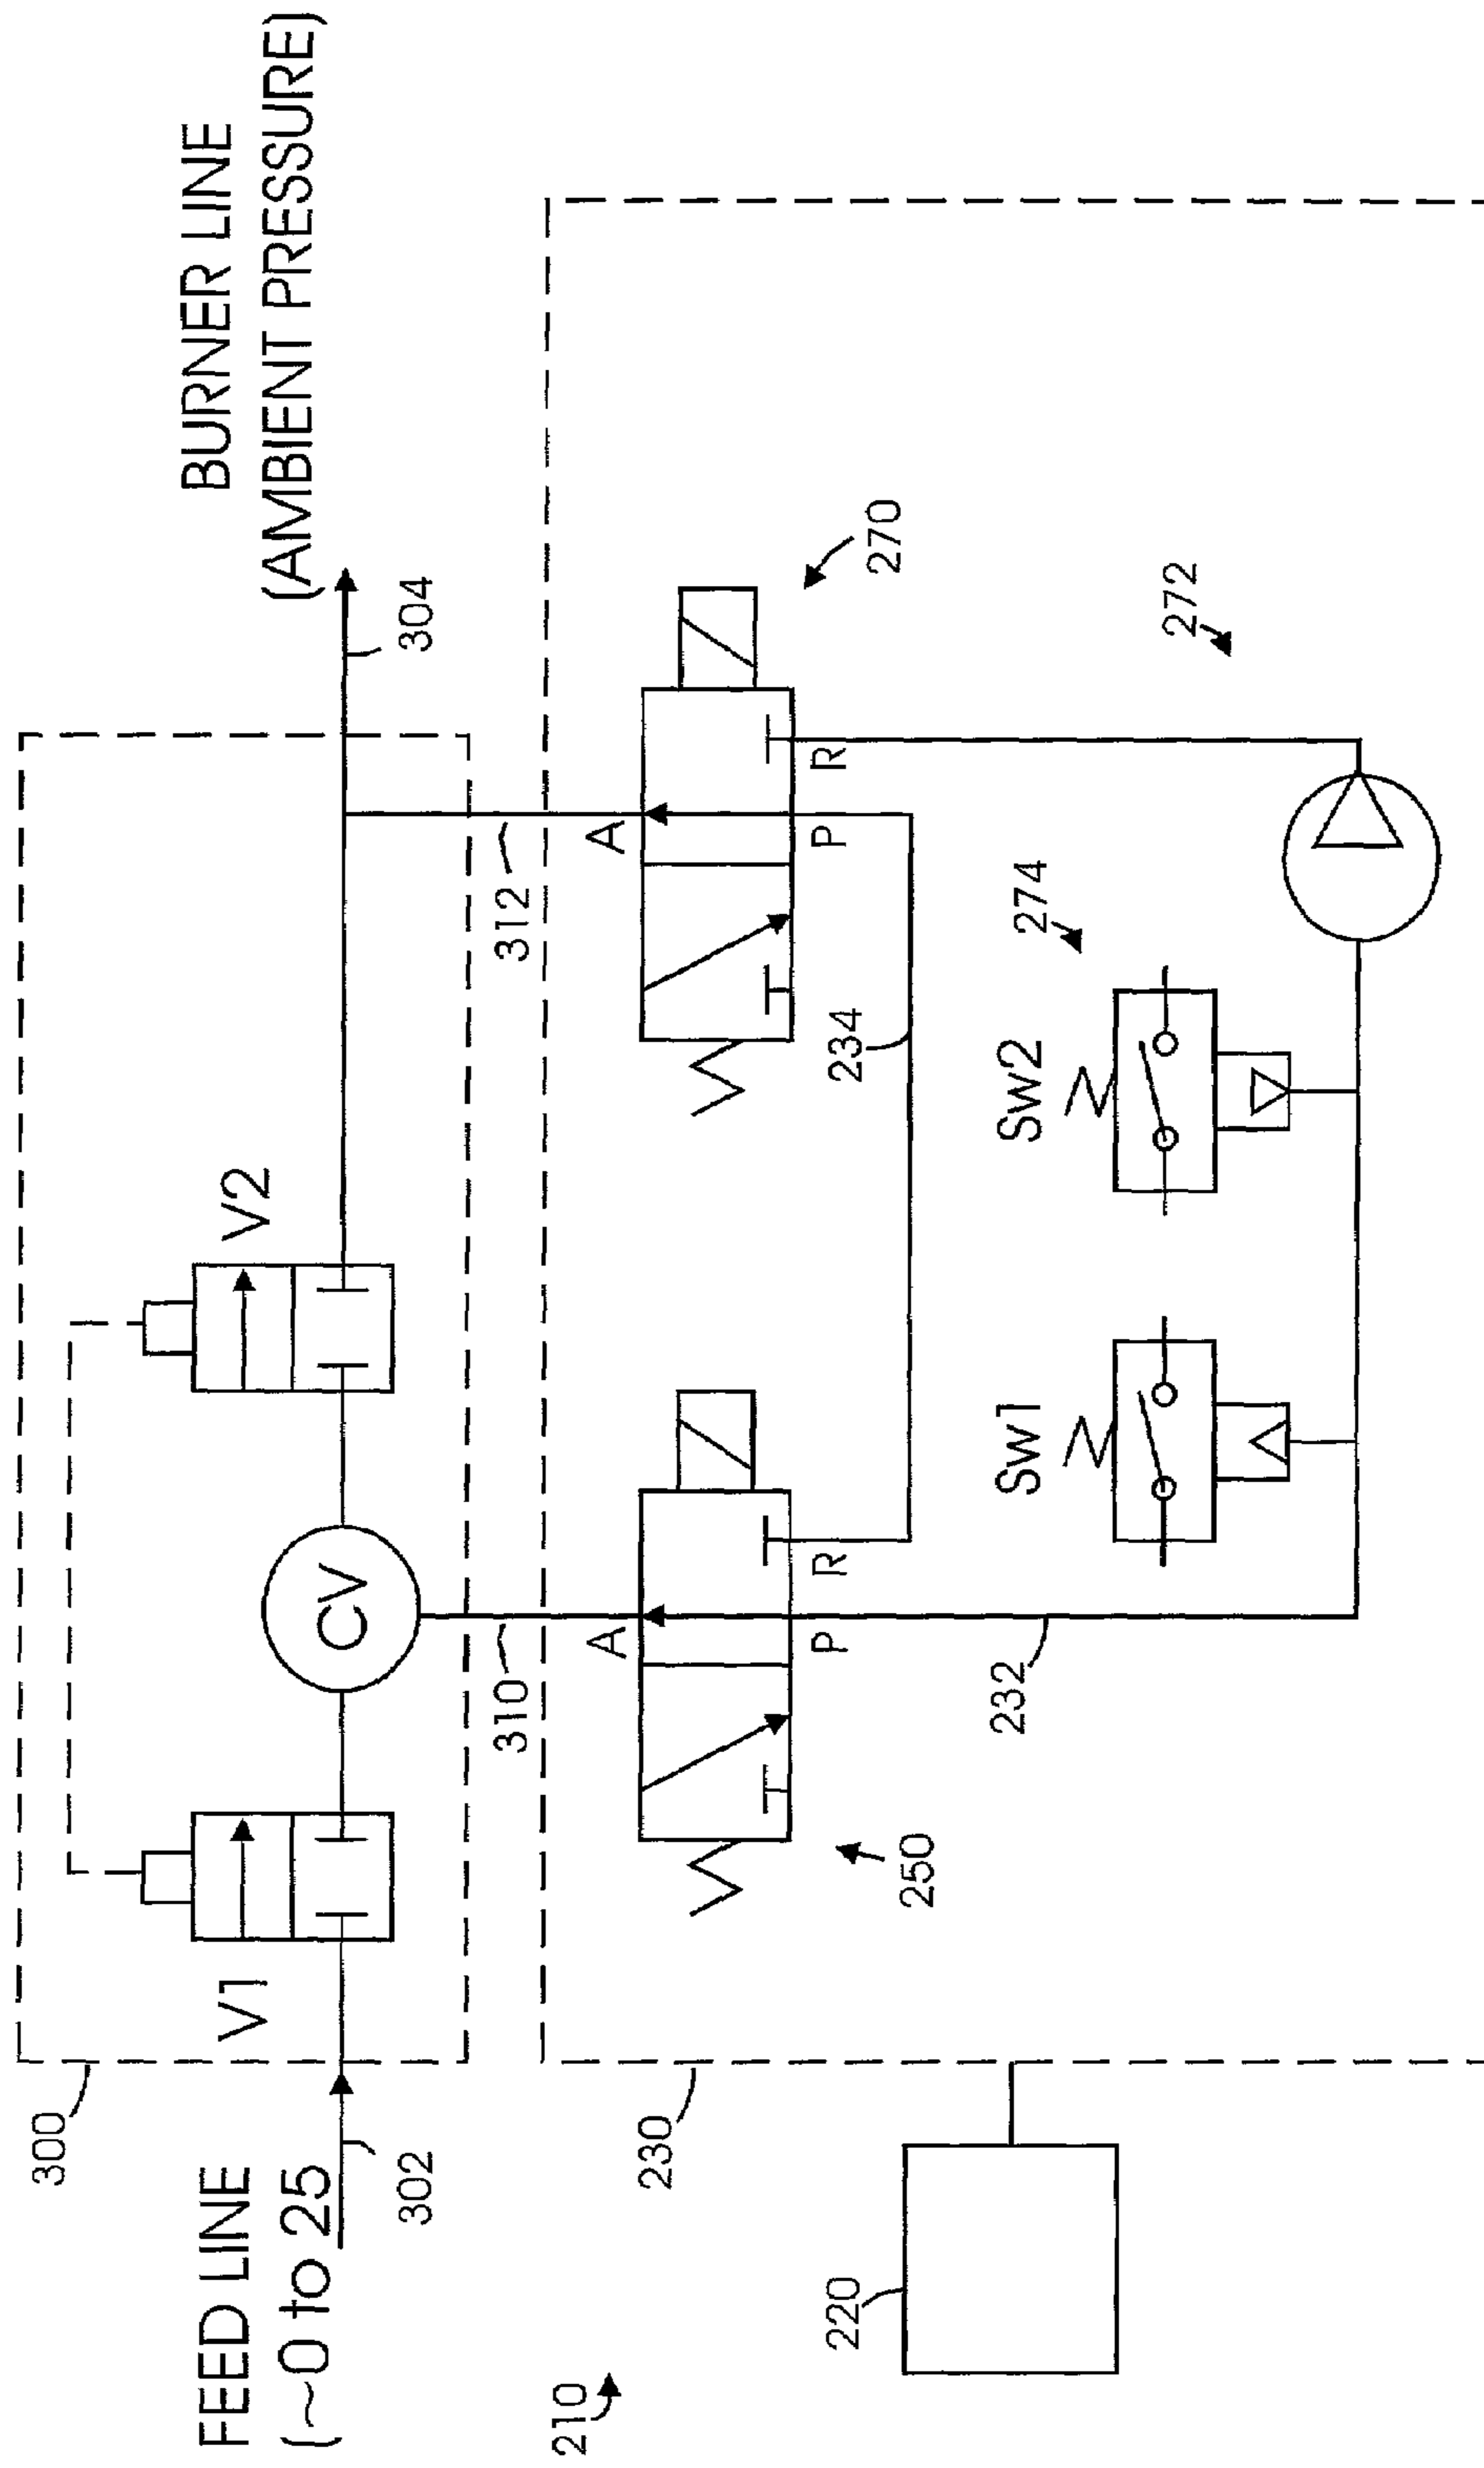 BURNER LINE
(AMBIENT PRESSURE)
FEED LINE
(~0 to 25
300
302
304
V1
CV
V2
310
312
A
P
R
A
P
R
250
270
230
232
234
Sw1
Sw2
274
272
220
210